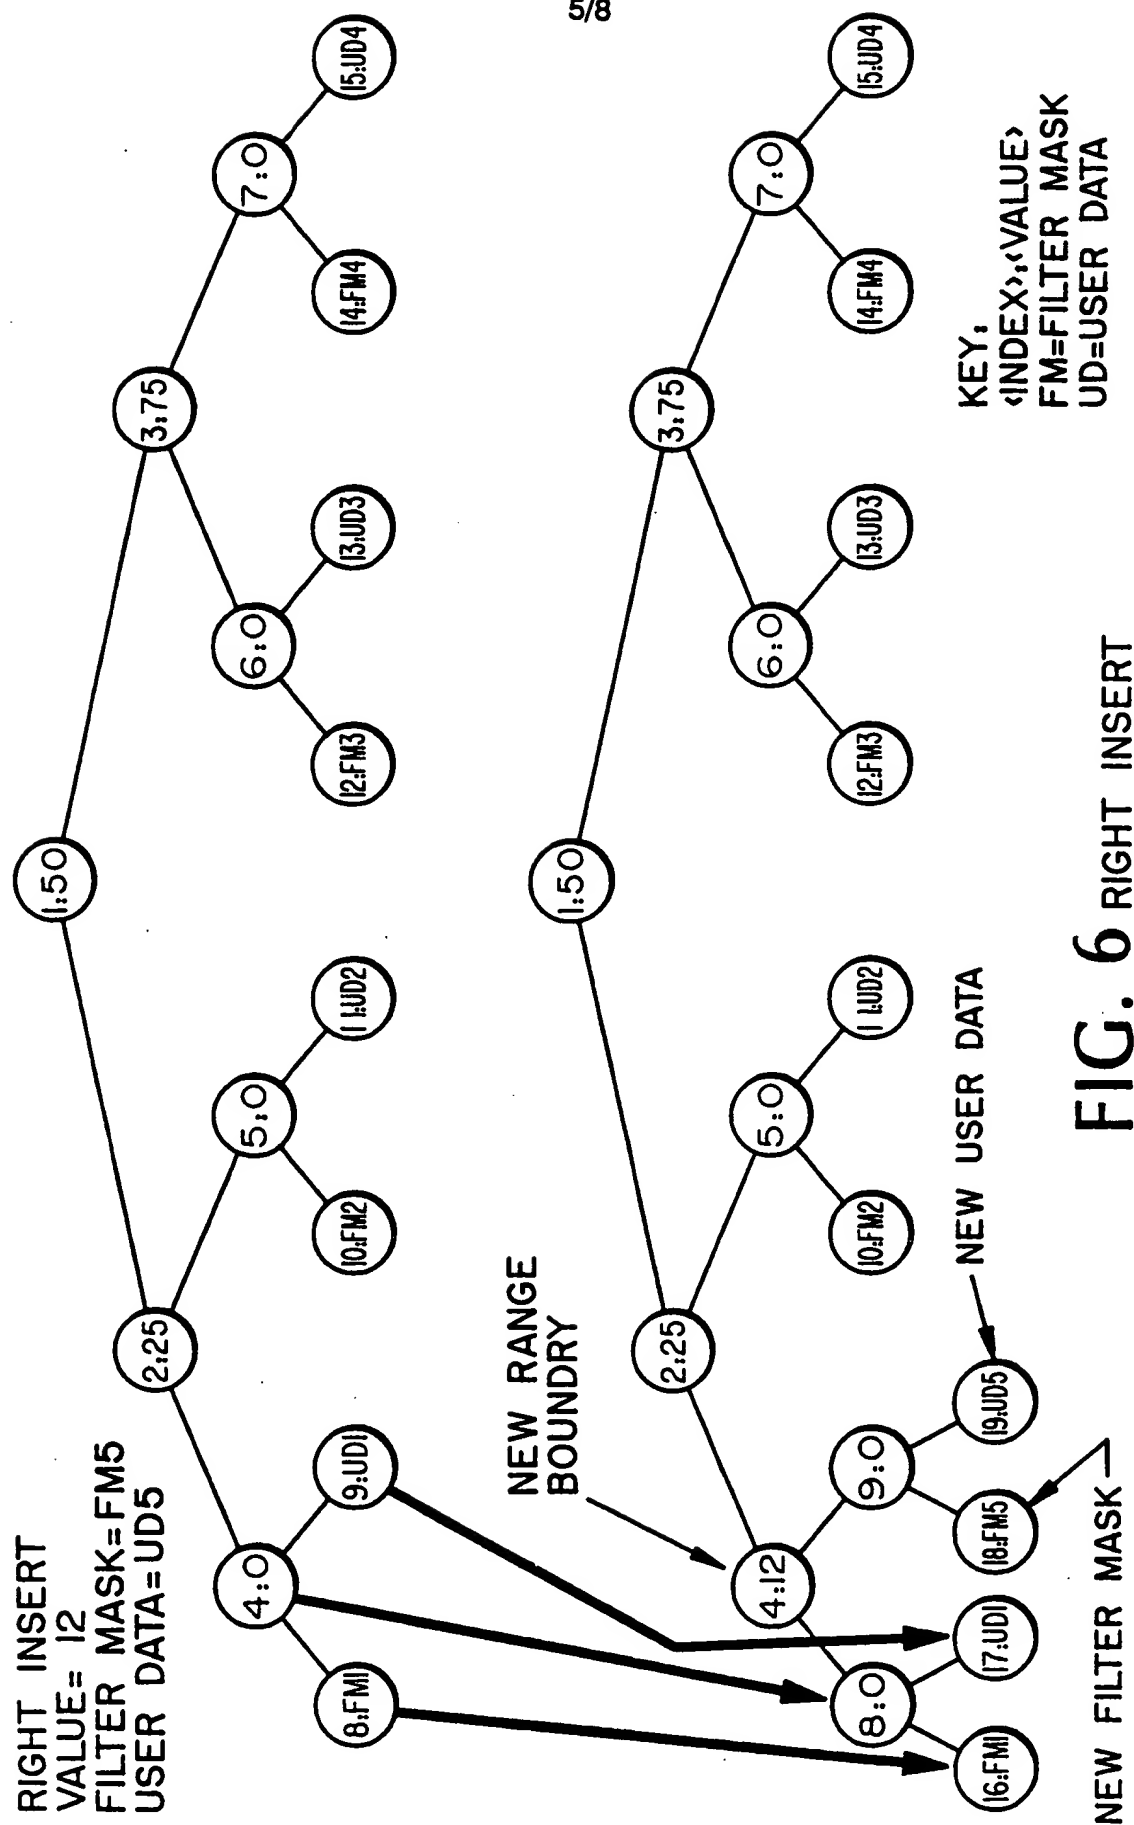 5/8
RIGHT INSERT
VALUE= 12
FILTER MASK=FM5
USER DATA=UD5
1:50
2:25
3:75
4:0
5:0
6:0
7:0
8:FM1
9:UD1
10:FM2
11:UD2
12:FM3
13:UD3
14:FM4
15:UD4
NEW RANGE
BOUNDRY
1:50
2:25
3:75
4:12
5:0
6:0
7:0
8:0
9:0
10:FM2
11:UD2
12:FM3
13:UD3
14:FM4
15:UD4
16:FM1
17:UD1
18:FM5
19:UD5
NEW USER DATA
NEW FILTER MASK
KEY:
<INDEX>:<VALUE>
FM=FILTER MASK
UD=USER DATA
FIG. 6 RIGHT INSERT